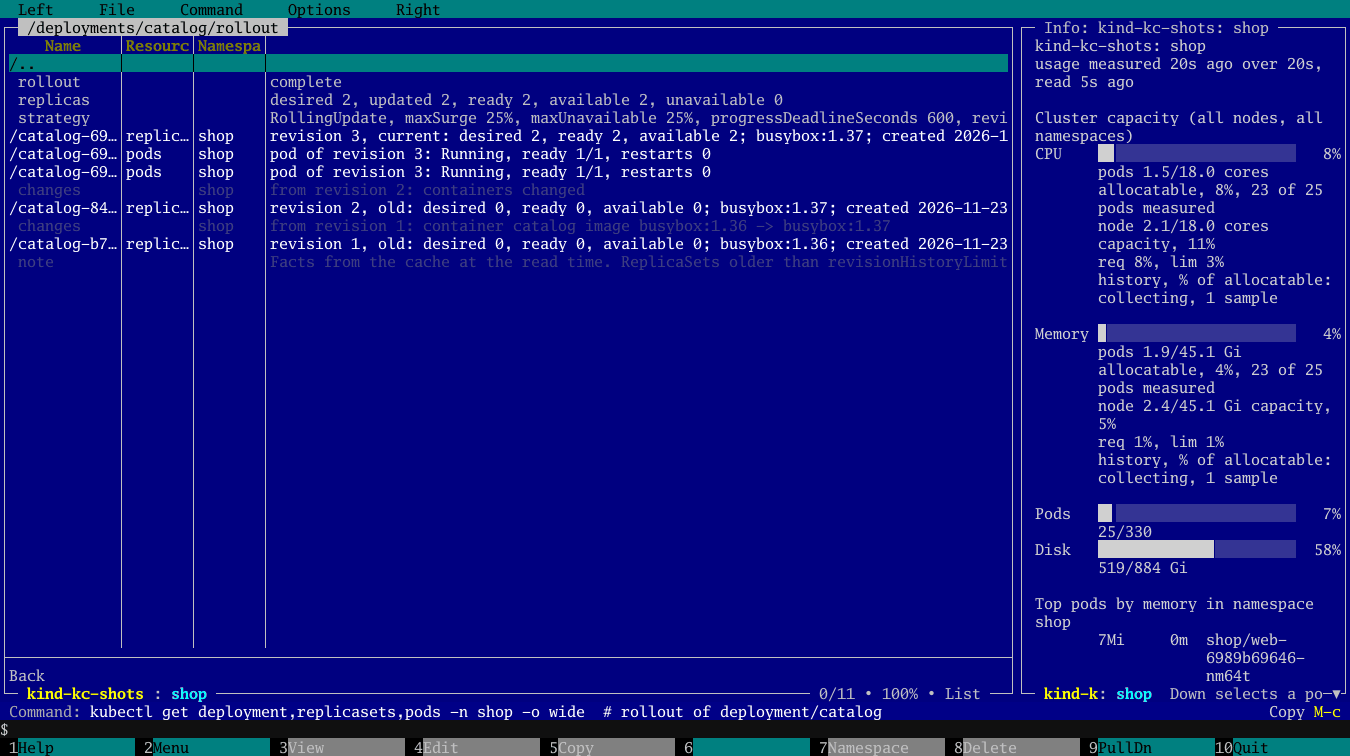 Left File Command Options Right
/deployments/catalog/rollout
Name Resourc Namespa
/..
rollout complete
replicas desired 2, updated 2, ready 2, available 2, unavailable 0
strategy RollingUpdate, maxSurge 25%, maxUnavailable 25%, progressDeadlineSeconds 600, revi
/catalog-69… replic… shop revision 3, current: desired 2, ready 2, available 2; busybox:1.37; created 2026-1
/catalog-69… pods shop pod of revision 3: Running, ready 1/1, restarts 0
/catalog-69… pods shop pod of revision 3: Running, ready 1/1, restarts 0
changes shop from revision 2: containers changed
/catalog-84… replic… shop revision 2, old: desired 0, ready 0, available 0; busybox:1.37; created 2026-11-23
changes shop from revision 1: container catalog image busybox:1.36 -> busybox:1.37
/catalog-b7… replic… shop revision 1, old: desired 0, ready 0, available 0; busybox:1.36; created 2026-11-23
note Facts from the cache at the read time. ReplicaSets older than revisionHistoryLimit
Back
kind-kc-shots : shop 0/11 • 100% • List
Info: kind-kc-shots: shop
kind-kc-shots: shop
usage measured 20s ago over 20s,
read 5s ago
Cluster capacity (all nodes, all
namespaces)
CPU 8%
pods 1.5/18.0 cores
allocatable, 8%, 23 of 25
pods measured
node 2.1/18.0 cores
capacity, 11%
req 8%, lim 3%
history, % of allocatable:
collecting, 1 sample
Memory 4%
pods 1.9/45.1 Gi
allocatable, 4%, 23 of 25
pods measured
node 2.4/45.1 Gi capacity,
5%
req 1%, lim 1%
history, % of allocatable:
collecting, 1 sample
Pods 7%
25/330
Disk 58%
519/884 Gi
Top pods by memory in namespace
shop
7Mi 0m shop/web-
6989b69646-
nm64t
kind-k: shop Down selects a po
Command: kubectl get deployment,replicasets,pods -n shop -o wide # rollout of deployment/catalog Copy M-c
$
1Help 2Menu 3View 4Edit 5Copy 6 7Namespace 8Delete 9PullDn 10Quit